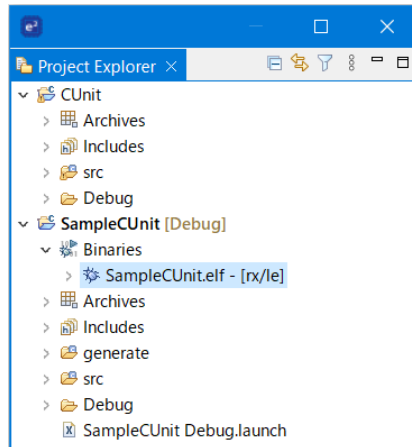 e²
Project Explorer
CUnit
Archives
Includes
src
Debug
SampleCUnit [Debug]
Binaries
SampleCUnit.elf - [rx/le]
Archives
Includes
generate
src
Debug
SampleCUnit Debug.launch